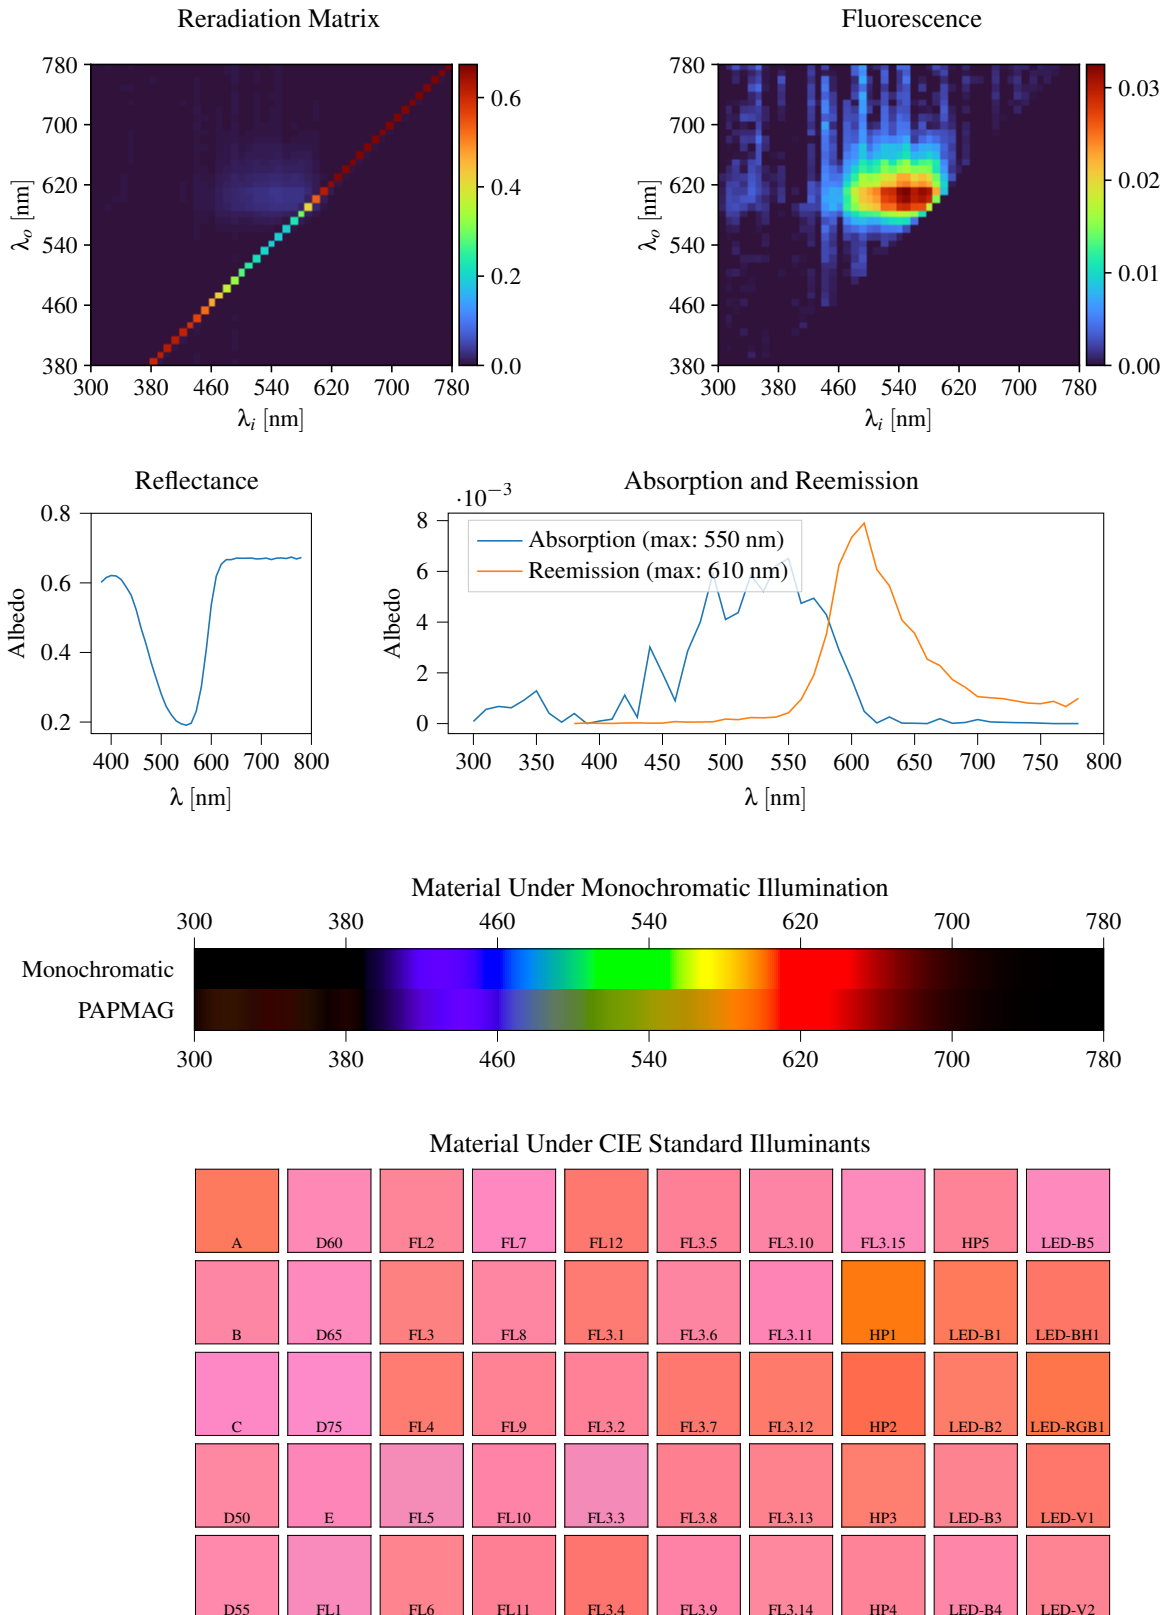 Reradiation Matrix
Fluorescence
780
700
620
540
460
380
λo [nm]
300 380 460 540 620 700 780
λi [nm]
0.6
0.4
0.2
0.0
780
700
620
540
460
380
λo [nm]
300 380 460 540 620 700 780
λi [nm]
0.03
0.02
0.01
0.00
Reflectance
0.8
0.6
0.4
0.2
Albedo
400 500 600 700 800
λ [nm]
Absorption and Reemission
·10−3
8
6
4
2
0
Albedo
Absorption (max: 550 nm)
Reemission (max: 610 nm)
300 350 400 450 500 550 600 650 700 750 800
λ [nm]
Material Under Monochromatic Illumination
300 380 460 540 620 700 780
Monochromatic
PAPMAG
300 380 460 540 620 700 780
Material Under CIE Standard Illuminants
A D60 FL2 FL7 FL12 FL3.5 FL3.10 FL3.15 HP5 LED-B5
B D65 FL3 FL8 FL3.1 FL3.6 FL3.11 HP1 LED-B1 LED-BH1
C D75 FL4 FL9 FL3.2 FL3.7 FL3.12 HP2 LED-B2 LED-RGB1
D50 E FL5 FL10 FL3.3 FL3.8 FL3.13 HP3 LED-B3 LED-V1
D55 FL1 FL6 FL11 FL3.4 FL3.9 FL3.14 HP4 LED-B4 LED-V2